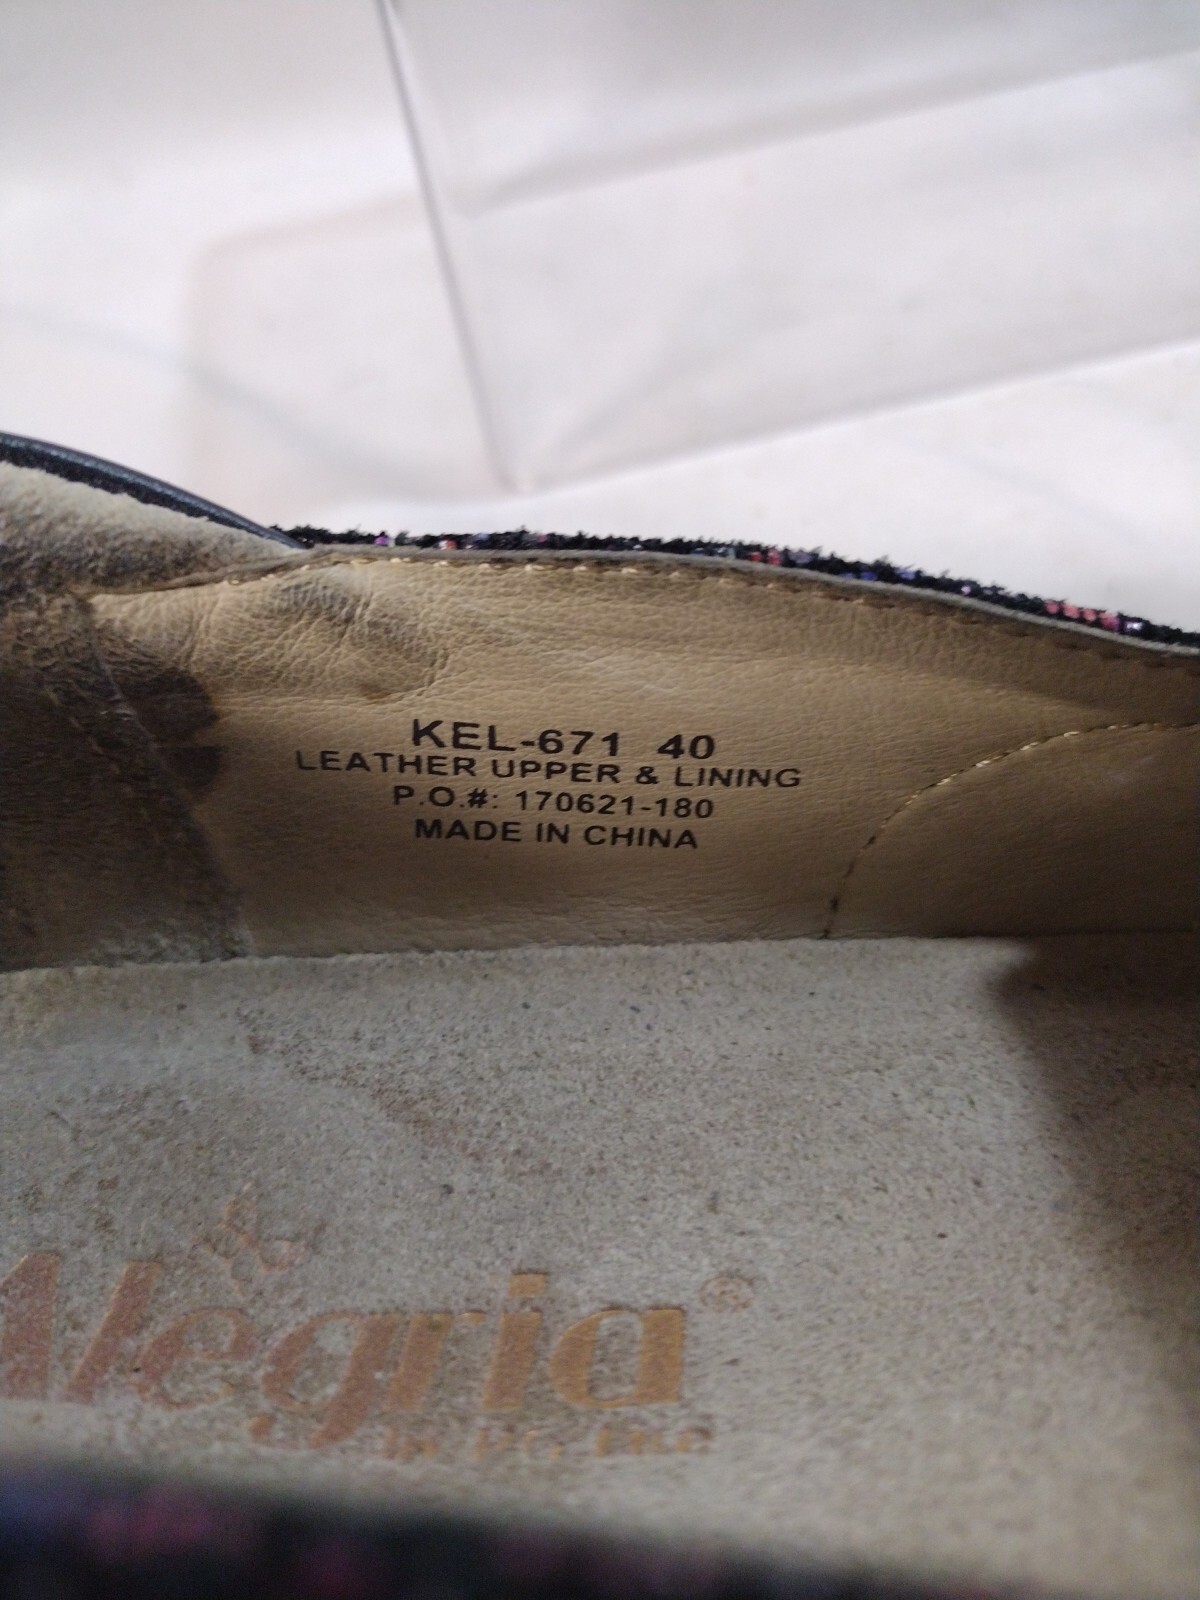 KEL-671 40
LEATHER UPPER & LINING
P.O.#: 170621-180
MADE IN CHINA
Alegria®